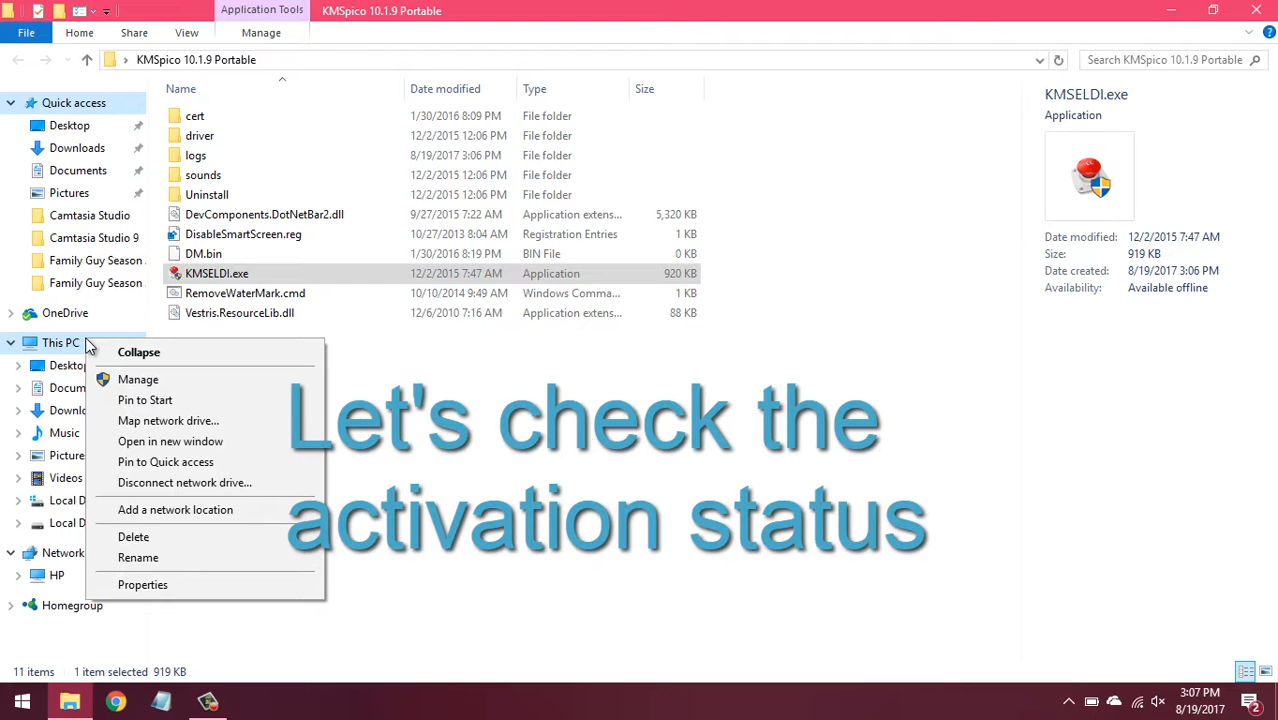 Application Tools
KMSpico 10.1.9 Portable
File
Home
Share
View
Manage
KMSpico 10.1.9 Portable
Search KMSpico 10.1.9 Portable
Name
Date modified
Type
Size
Quick access
Desktop
Downloads
Documents
Pictures
Camtasia Studio
Camtasia Studio 9
Family Guy Season
Family Guy Season
OneDrive
This PC
Deskto
Docum
Downlo
Music
Picture
Videos
Local D
Local D
Network
HP
Homegroup
cert 1/30/2016 8:09 PM File folder
driver 12/2/2015 12:06 PM File folder
logs 8/19/2017 3:06 PM File folder
sounds 12/2/2015 12:06 PM File folder
Uninstall 12/2/2015 12:06 PM File folder
DevComponents.DotNetBar2.dll 9/27/2015 7:22 AM Application extens... 5,320 KB
DisableSmartScreen.reg 10/27/2013 8:04 AM Registration Entries 1 KB
DM.bin 1/30/2016 8:19 PM BIN File 0 KB
KMSELDI.exe 12/2/2015 7:47 AM Application 920 KB
RemoveWaterMark.cmd 10/10/2014 9:49 AM Windows Comma... 1 KB
Vestris.ResourceLib.dll 12/6/2010 7:16 AM Application extens... 88 KB
Collapse
Manage
Pin to Start
Map network drive...
Open in new window
Pin to Quick access
Disconnect network drive...
Add a network location
Delete
Rename
Properties
Let's check the
activation status
KMSELDI.exe
Application
Date modified: 12/2/2015 7:47 AM
Size: 919 KB
Date created: 8/19/2017 3:06 PM
Availability: Available offline
11 items
1 item selected 919 KB
3:07 PM
8/19/2017
2